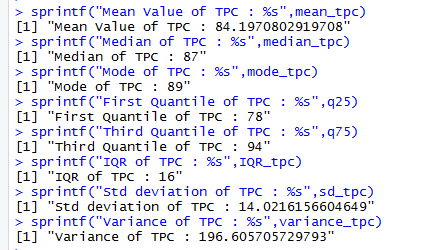 > sprintf("Mean Value of TPC : %s",mean_tpc)
[1] "Mean Value of TPC : 84.1970802919708"
> sprintf("Median of TPC : %s",median_tpc)
[1] "Median of TPC : 87"
> sprintf("Mode of TPC : %s",mode_tpc)
[1] "Mode of TPC : 89"
> sprintf("First Quantile of TPC : %s",q25)
[1] "First Quantile of TPC : 78"
> sprintf("Third Quantile of TPC : %s",q75)
[1] "Third Quantile of TPC : 94"
> sprintf("IQR of TPC : %s",IQR_tpc)
[1] "IQR of TPC : 16"
> sprintf("Std deviation of TPC : %s",sd_tpc)
[1] "Std deviation of TPC : 14.0216156604649"
> sprintf("Variance of TPC : %s",variance_tpc)
[1] "Variance of TPC : 196.605705729793"